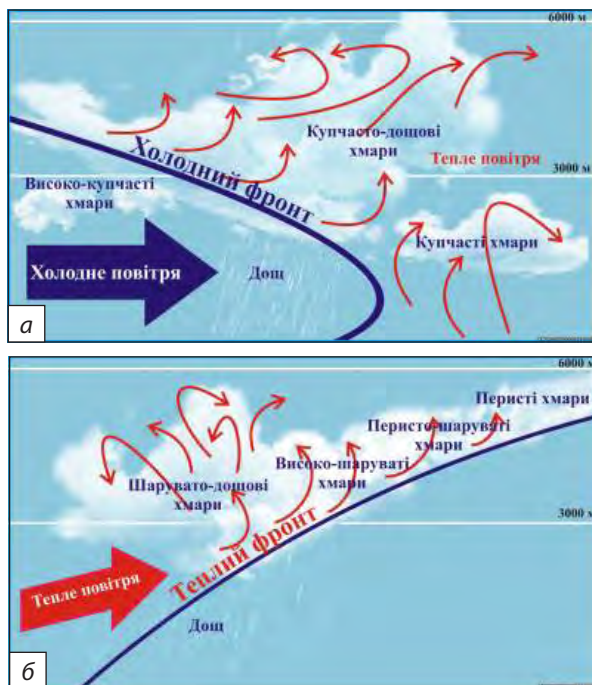 6000 м
Купчасто-дощові
хмари
Холодний фронт
Тепле повітря
3000 м
Високо-купчасті
хмари
Купчасті хмари
Холодне повітря
Дощ
а
6000 м
Перисті хмари
Перисто-шаруваті
хмари
Високо-шаруваті
хмари
Шарувато-дощові
хмари
3000 м
Теплий фронт
Тепле повітря
Дощ
б